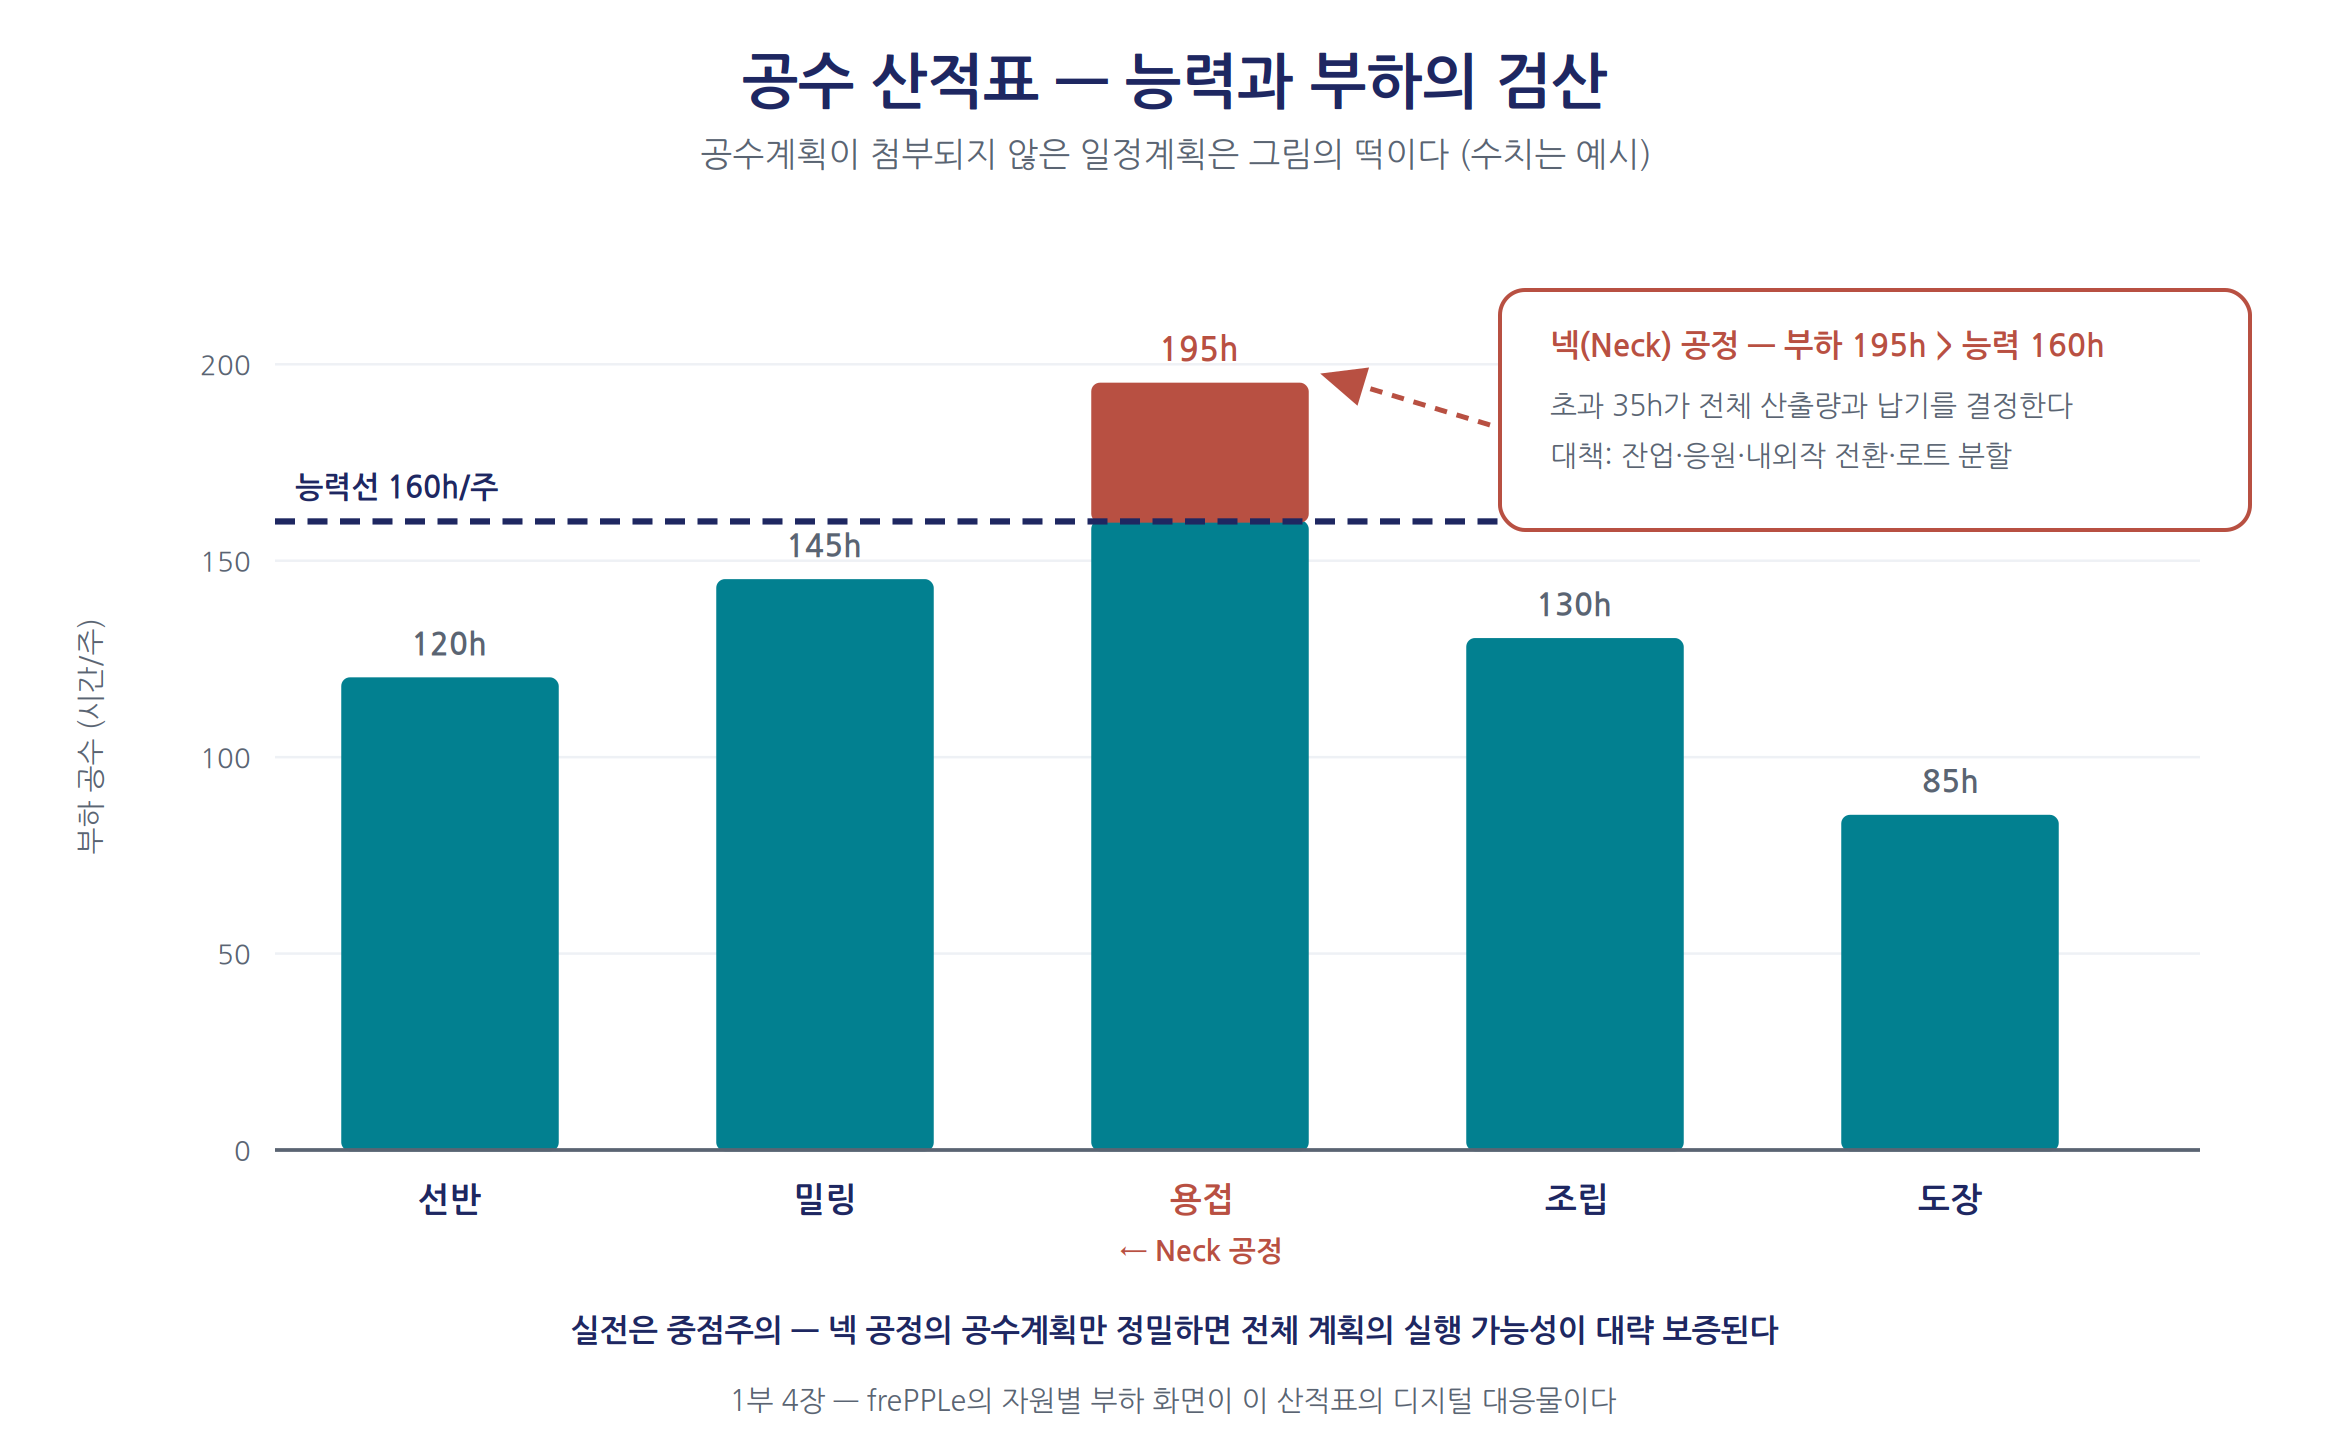 공수 산적표 — 능력과 부하의 검산
공수계획이 첨부되지 않은 일정계획은 그림의 떡이다 (수치는 예시)
넥(Neck) 공정 — 부하 195h > 능력 160h
초과 35h가 전체 산출량과 납기를 결정한다
대책: 잔업·응원·내외작 전환·로트 분할
부하 공수 (시간/주)
200
150
100
50
0
능력선 160h/주
120h
145h
195h
130h
85h
선반
밀링
용접
조립
도장
← Neck 공정
실전은 중점주의 — 넥 공정의 공수계획만 정밀하면 전체 계획의 실행 가능성이 대략 보증된다
1부 4장 — frePPLe의 자원별 부하 화면이 이 산적표의 디지털 대응물이다